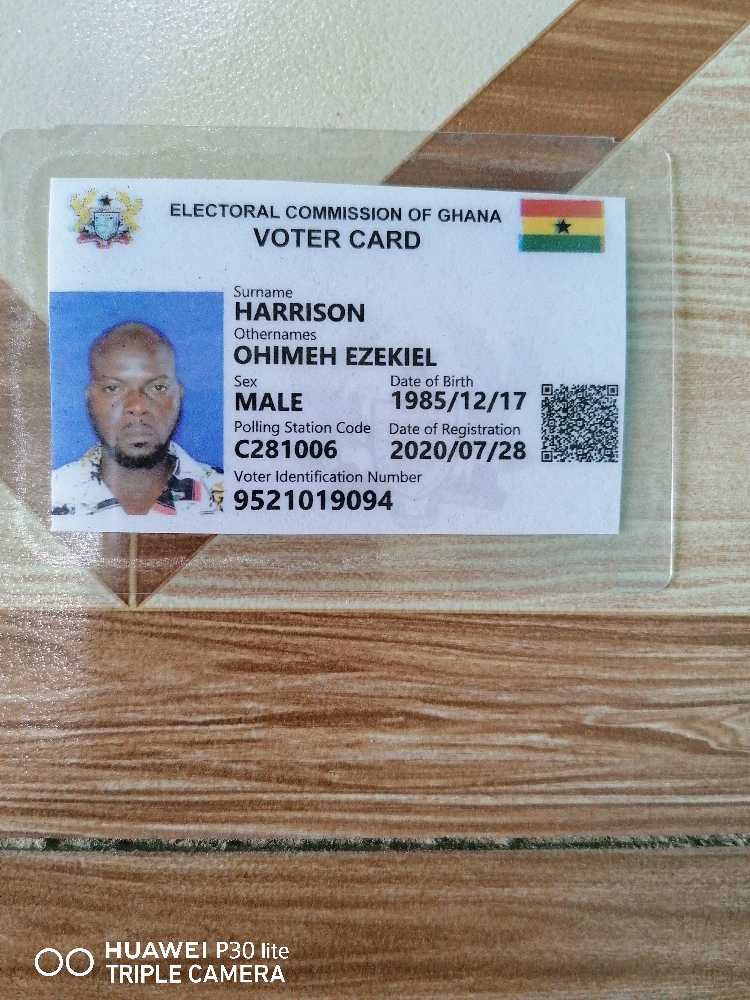 ELECTORAL COMMISSION OF GHANA
VOTER CARD
Surname
HARRISON
Othernames
OHIMEH EZEKIEL
Sex Date of Birth
MALE 1985/12/17
Polling Station Code Date of Registration
C281006 2020/07/28
Voter Identification Number
9521019094
HUAWEI P30 lite
TRIPLE CAMERA